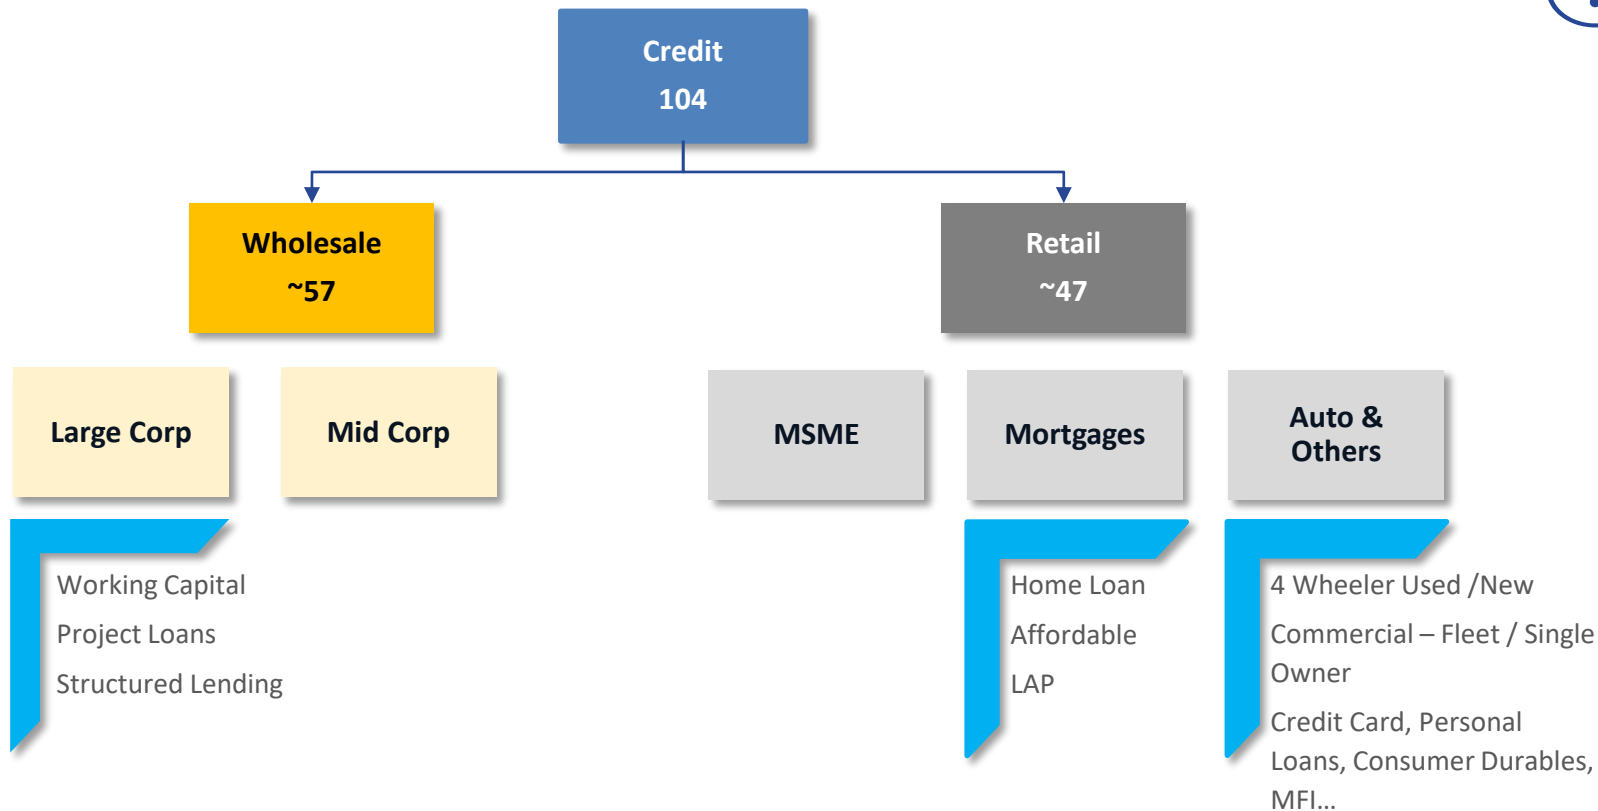 Credit
104
Wholesale
~57
Retail
~47
Large Corp
Mid Corp
MSME
Mortgages
Auto &
Others
Working Capital
Project Loans
Structured Lending
Home Loan
Affordable
LAP
4 Wheeler Used /New
Commercial – Fleet / Single
Owner
Credit Card, Personal
Loans, Consumer Durables,
MFI...